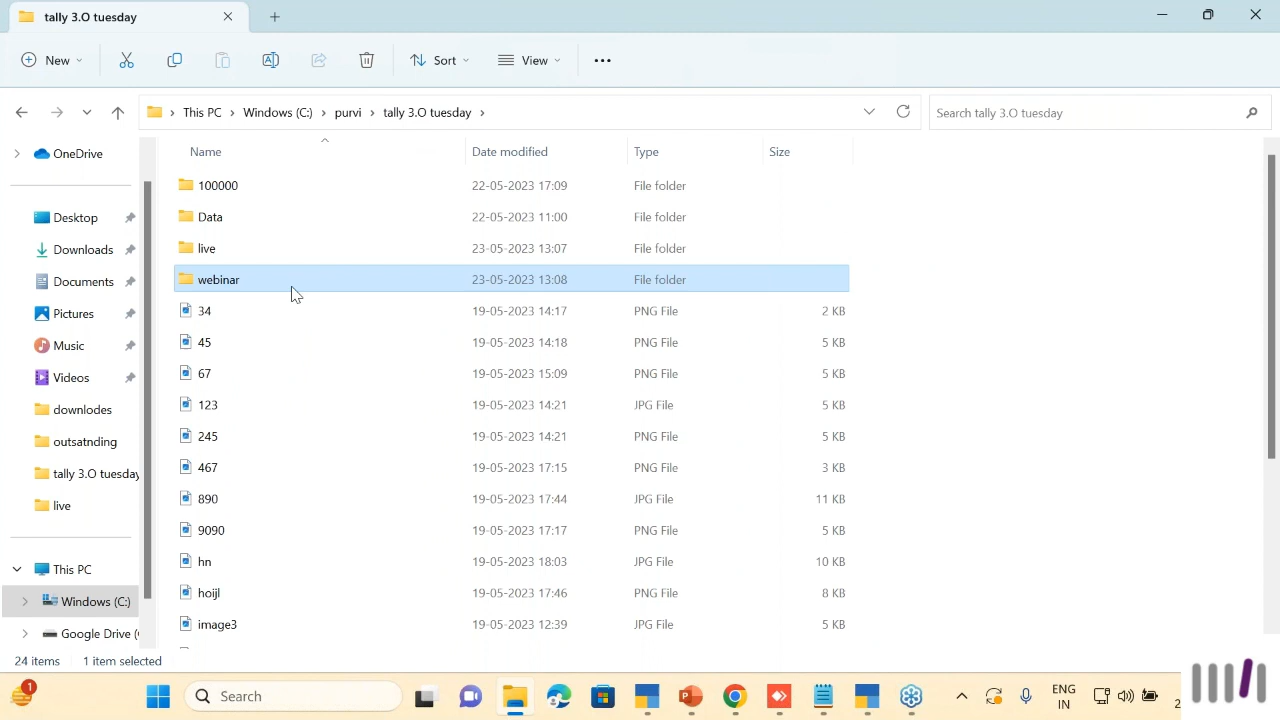 tally 3.O tuesday
New
Sort
View
This PC > Windows (C:) > purvi > tally 3.O tuesday >
Search tally 3.O tuesday
Name Date modified Type Size
OneDrive
Desktop
Downloads
Documents
Pictures
Music
Videos
downlodes
outsatnding
tally 3.O tuesday
live
This PC
Windows (C:)
Google Drive (
100000 22-05-2023 17:09 File folder
Data 22-05-2023 11:00 File folder
live 23-05-2023 13:07 File folder
webinar 23-05-2023 13:08 File folder
34 19-05-2023 14:17 PNG File 2 KB
45 19-05-2023 14:18 PNG File 5 KB
67 19-05-2023 15:09 PNG File 5 KB
123 19-05-2023 14:21 JPG File 5 KB
245 19-05-2023 14:21 PNG File 5 KB
467 19-05-2023 17:15 PNG File 3 KB
890 19-05-2023 17:44 JPG File 11 KB
9090 19-05-2023 17:17 PNG File 5 KB
hn 19-05-2023 18:03 JPG File 10 KB
hoijl 19-05-2023 17:46 PNG File 8 KB
image3 19-05-2023 12:39 JPG File 5 KB
24 items 1 item selected
1
Search
ENG
IN
2